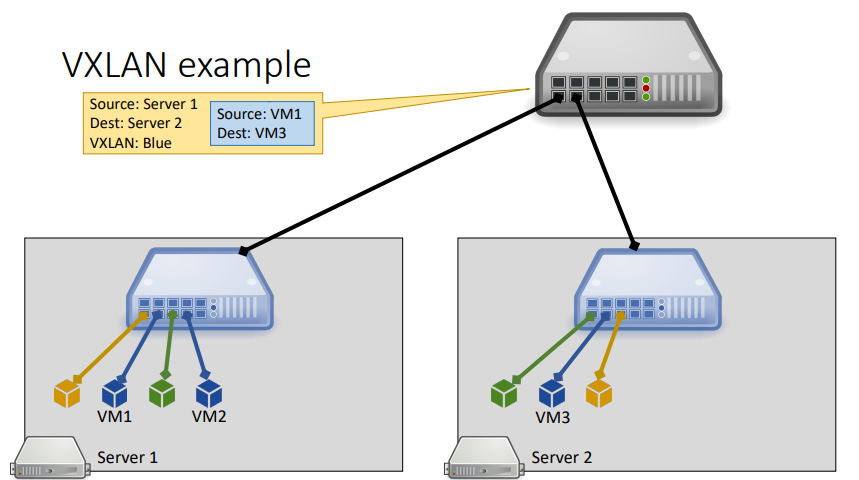 VXLAN example
Source: Server 1
Dest: Server 2
VXLAN: Blue
Source: VM1
Dest: VM3
VM1
VM2
Server 1
VM3
Server 2